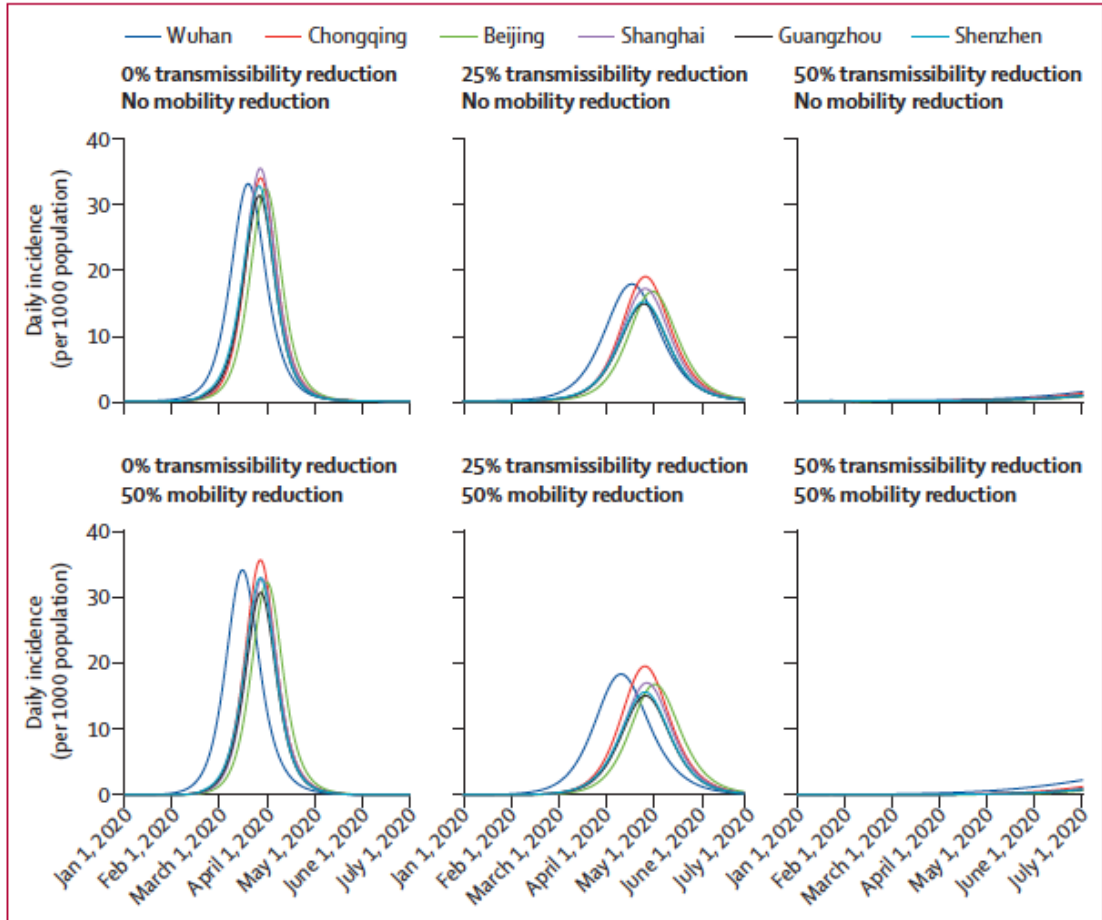 Wuhan Chongqing Beijing Shanghai Guangzhou Shenzhen
0% transmissibility reduction
No mobility reduction
25% transmissibility reduction
No mobility reduction
50% transmissibility reduction
No mobility reduction
Daily incidence
(per 1000 population)
40
30
20
10
0
0% transmissibility reduction
50% mobility reduction
25% transmissibility reduction
50% mobility reduction
50% transmissibility reduction
50% mobility reduction
Daily incidence
(per 1000 population)
40
30
20
10
0
Jan 1, 2020
Feb 1, 2020
March 1, 2020
April 1, 2020
May 1, 2020
June 1, 2020
July 1, 2020
Jan 1, 2020
Feb 1, 2020
March 1, 2020
April 1, 2020
May 1, 2020
June 1, 2020
July 1, 2020
Jan 1, 2020
Feb 1, 2020
March 1, 2020
April 1, 2020
May 1, 2020
June 1, 2020
July 1, 2020